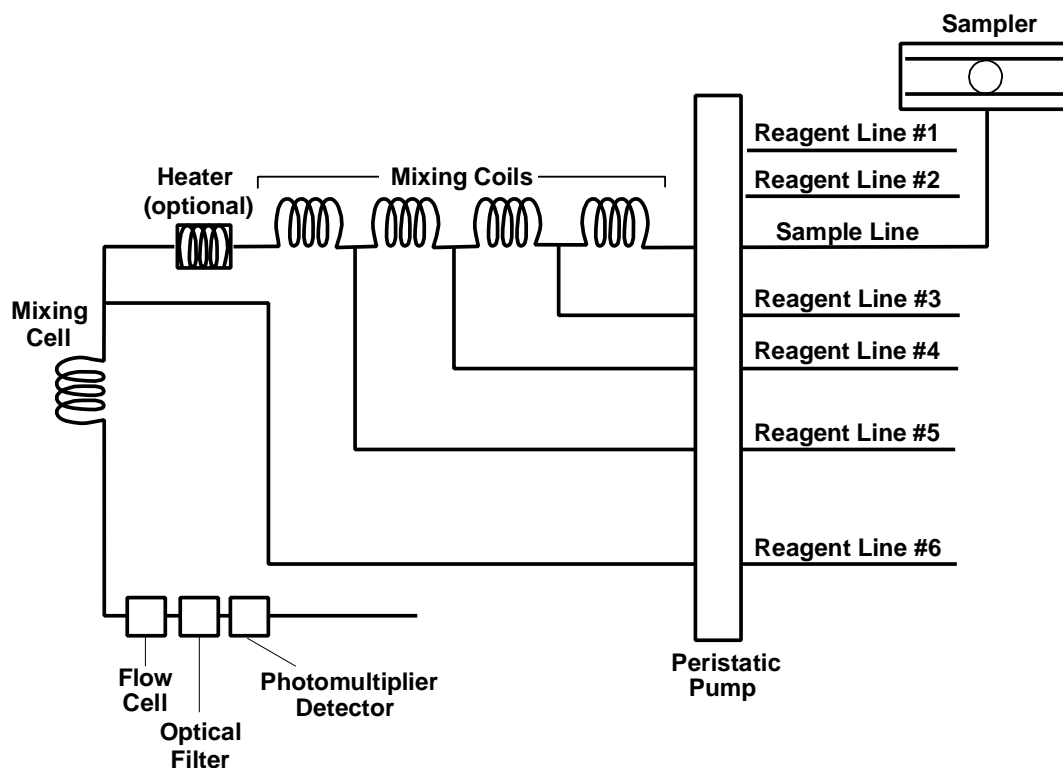 Sampler
Reagent Line #1
Heater
(optional)
Mixing Coils
Reagent Line #2
Sample Line
Mixing
Cell
Reagent Line #3
Reagent Line #4
Reagent Line #5
Reagent Line #6
Peristatic
Pump
Flow
Cell
Photomultiplier
Detector
Optical
Filter